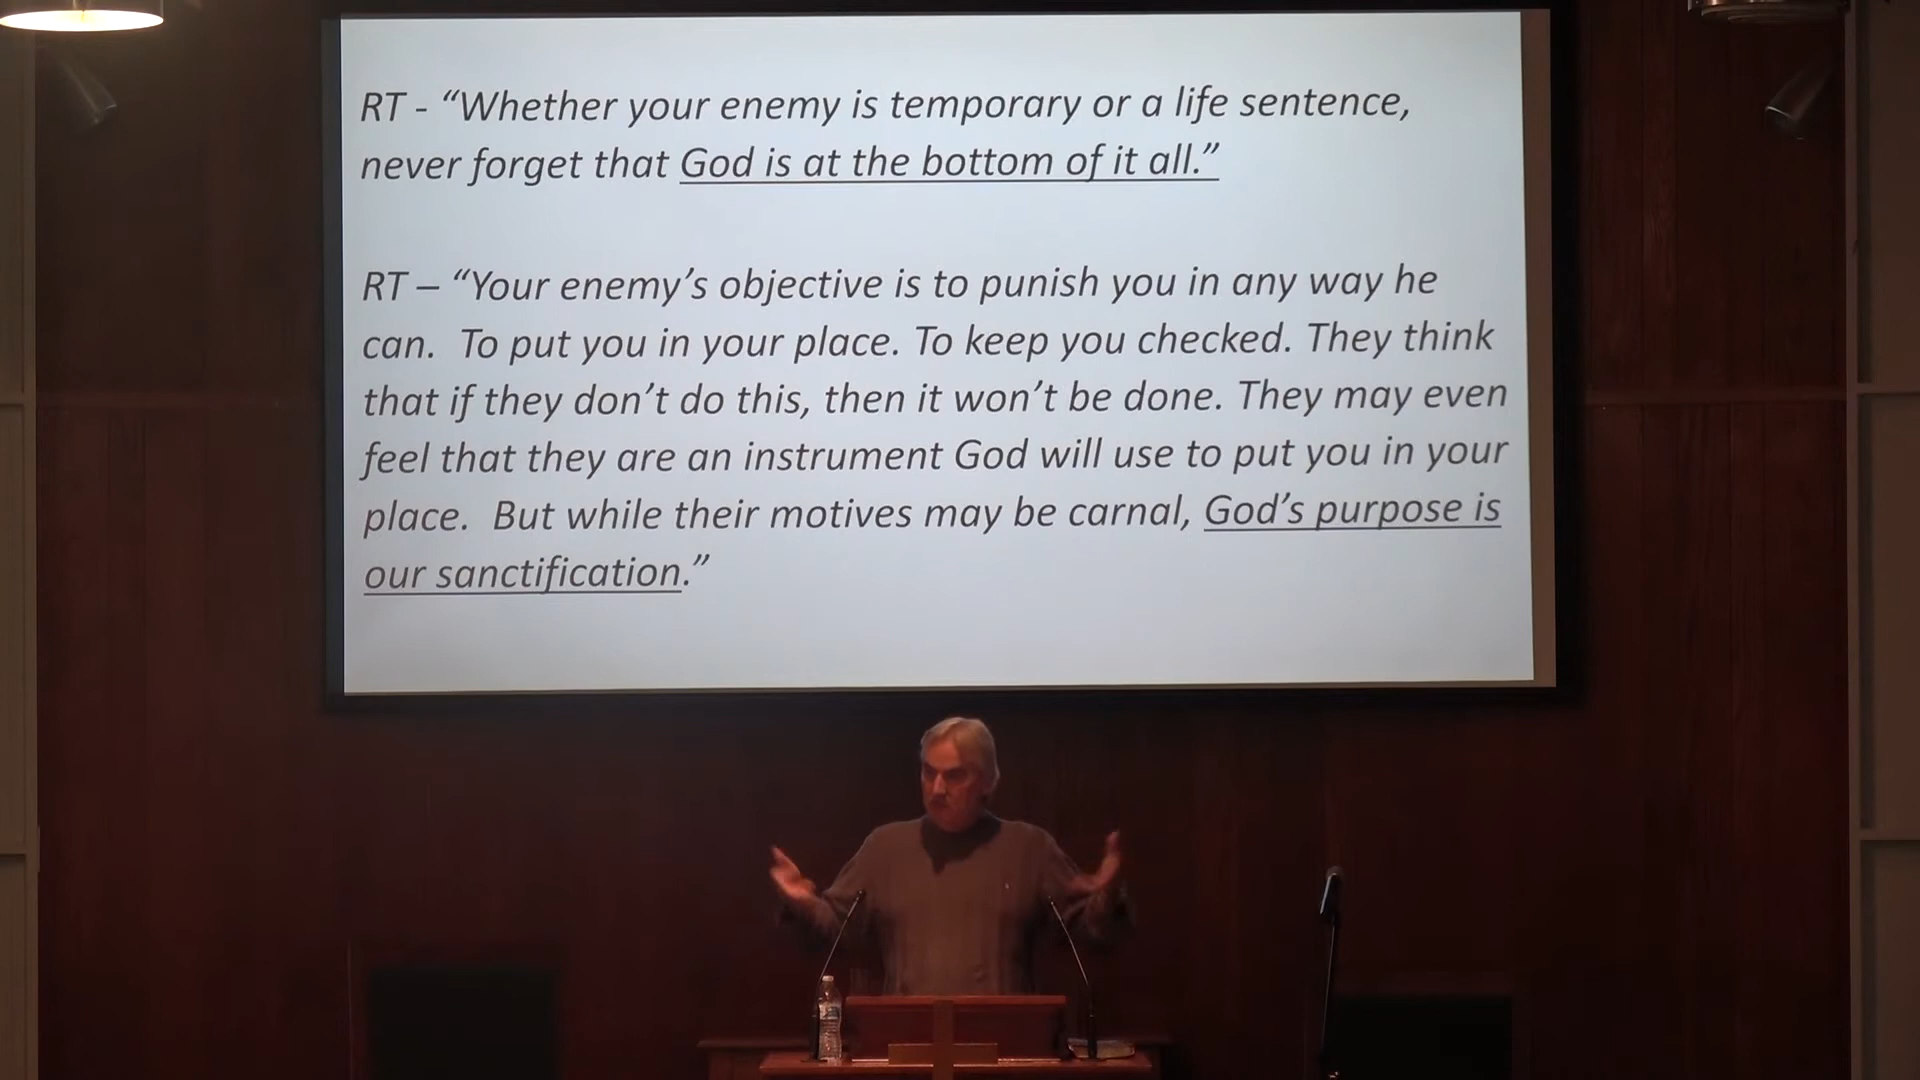 RT - “Whether your enemy is temporary or a life sentence,
never forget that God is at the bottom of it all.”
RT – “Your enemy’s objective is to punish you in any way he
can.  To put you in your place. To keep you checked. They think
that if they don’t do this, then it won’t be done. They may even
feel that they are an instrument God will use to put you in your
place.  But while their motives may be carnal, God’s purpose is
our sanctification.”